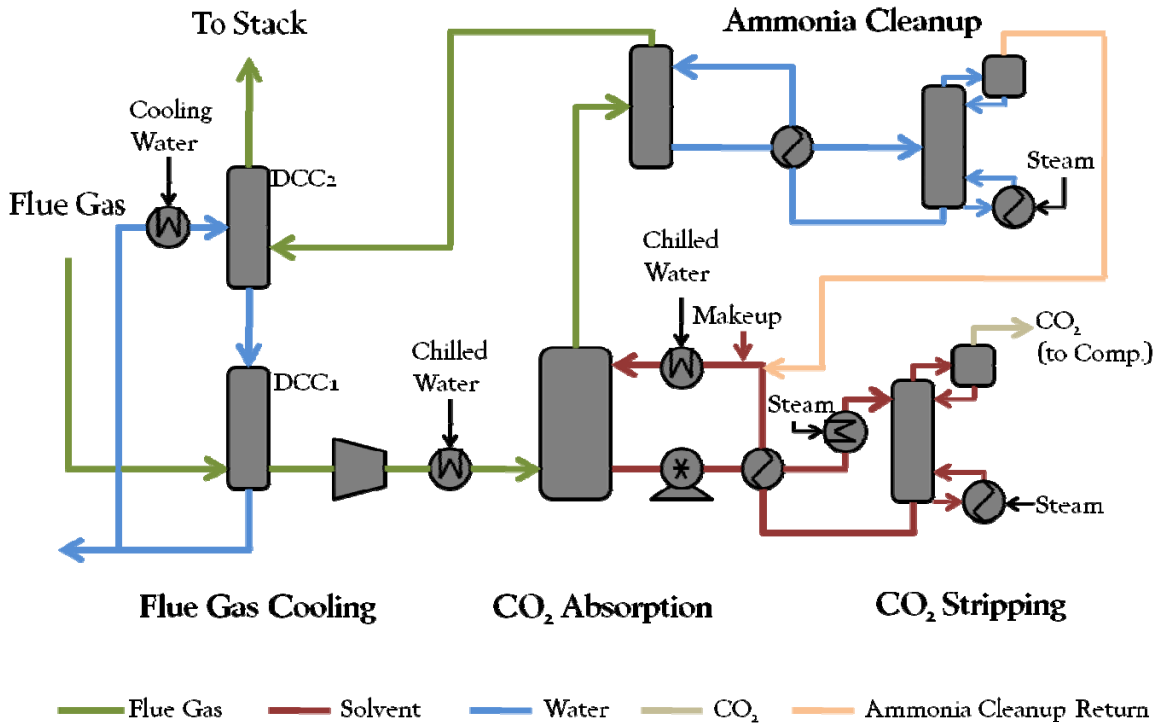 To Stack
Ammonia Cleanup
Cooling
Water
DCC2
Steam
Flue Gas
Chilled
Water
Makeup
CO₂
(to Comp.)
DCC1
Chilled
Water
Steam
Steam
Flue Gas Cooling
CO₂ Absorption
CO₂ Stripping
Flue Gas
Solvent
Water
CO₂
Ammonia Cleanup Return